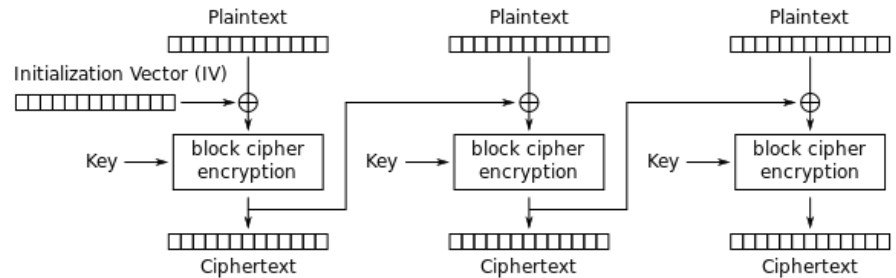 Plaintext
Plaintext
Plaintext
Initialization Vector (IV)
Key
block cipher
encryption
Key
block cipher
encryption
Key
block cipher
encryption
Ciphertext
Ciphertext
Ciphertext